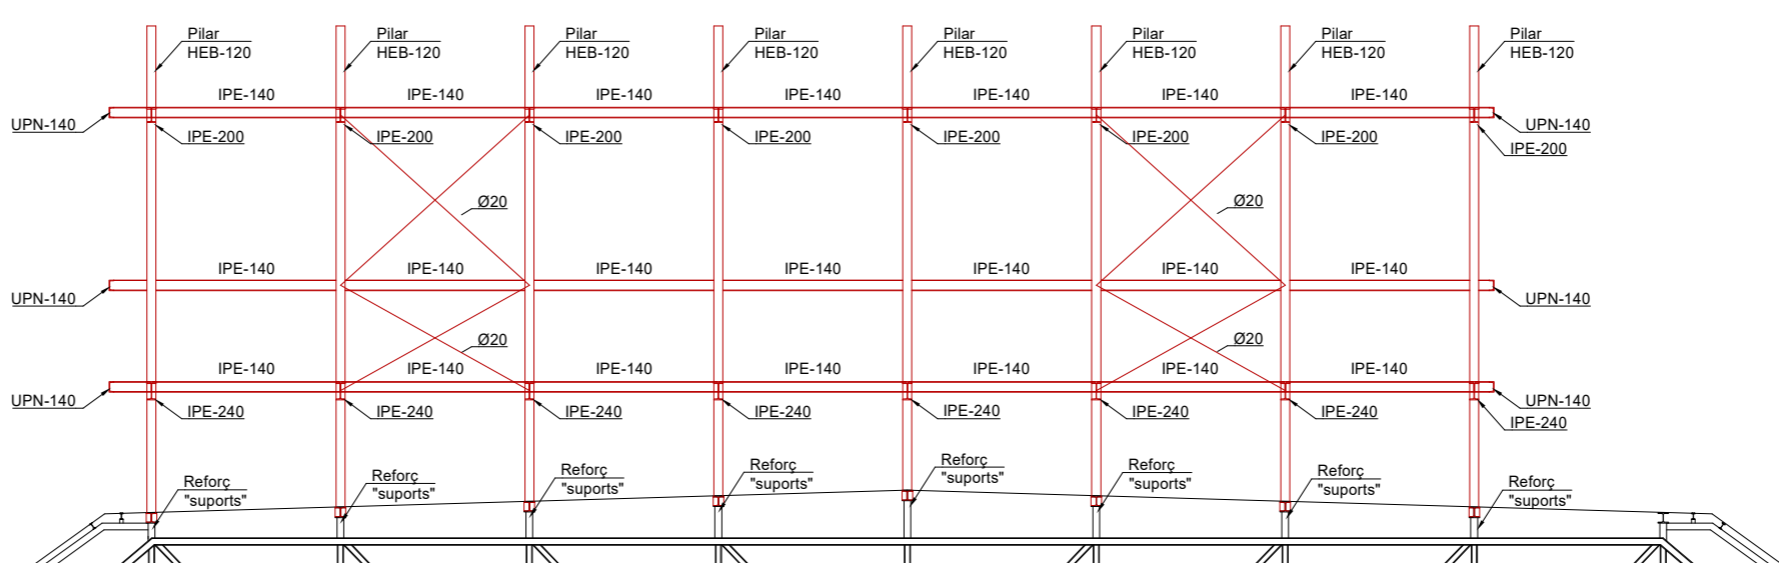 Pilar
HEB-120
Pilar
HEB-120
Pilar
HEB-120
Pilar
HEB-120
Pilar
HEB-120
Pilar
HEB-120
Pilar
HEB-120
Pilar
HEB-120
IPE-140
IPE-140
IPE-140
IPE-140
IPE-140
IPE-140
IPE-140
UPN-140
UPN-140
IPE-200
IPE-200
IPE-200
IPE-200
IPE-200
IPE-200
IPE-200
IPE-200
Ø20
Ø20
IPE-140
IPE-140
IPE-140
IPE-140
IPE-140
IPE-140
IPE-140
UPN-140
UPN-140
Ø20
Ø20
IPE-140
IPE-140
IPE-140
IPE-140
IPE-140
IPE-140
IPE-140
UPN-140
UPN-140
IPE-240
IPE-240
IPE-240
IPE-240
IPE-240
IPE-240
IPE-240
IPE-240
Reforç
"suports"
Reforç
"suports"
Reforç
"suports"
Reforç
"suports"
Reforç
"suports"
Reforç
"suports"
Reforç
"suports"
Reforç
"suports"